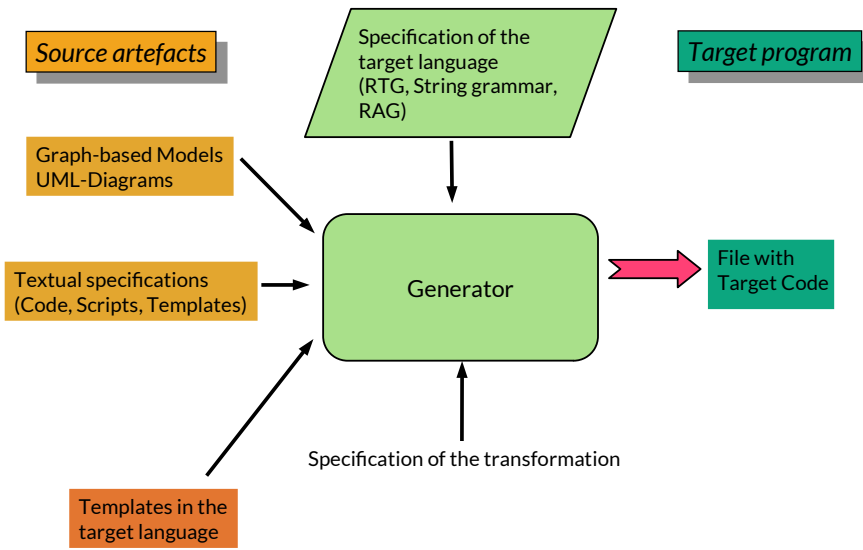 Source artefacts
Specification of the
target language
(RTG, String grammar,
RAG)
Target program
Graph-based Models
UML-Diagrams
Textual specifications
(Code, Scripts, Templates)
Generator
File with
Target Code
Specification of the transformation
Templates in the
target language